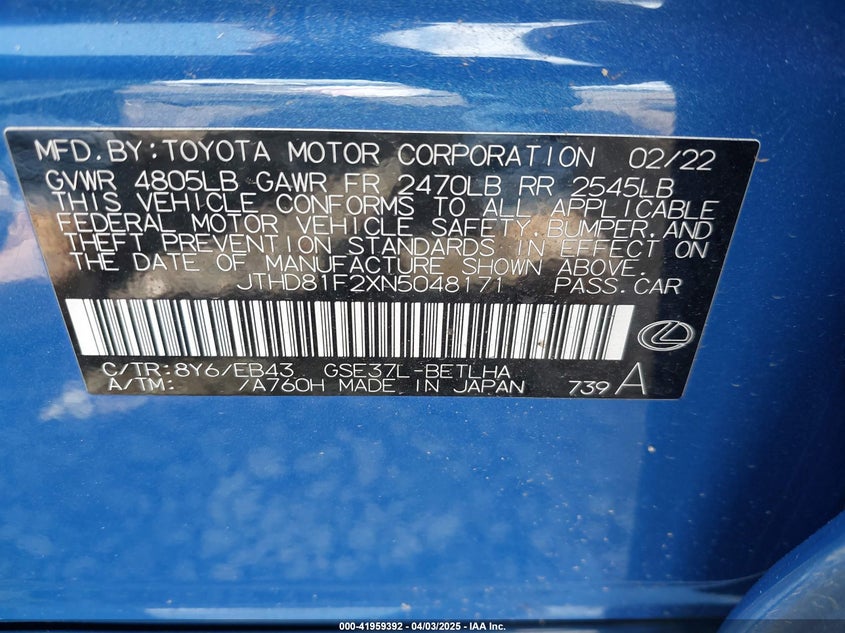 MFD.BY:TOYOTA MOTOR CORPORATION 02/22
GVWR 4805LB GAWR FR 2470LB RR 2545LB
THIS VEHICLE CONFORMS TO ALL APPLICABLE
FEDERAL MOTOR VEHICLE SAFETY,BUMPER,AND
THEFT PREVENTION STANDARDS IN EFFECT ON
THE DATE OF MANUFACTURE SHOWN ABOVE.
JTHD81F2XN5048171 PASS.CAR
C/TR:8Y6/EB43 GSE37L-BETLHA
A/TM: /A760H MADE IN JAPAN 739 A
000-41959392 - 04/03/2025 - IAA Inc.